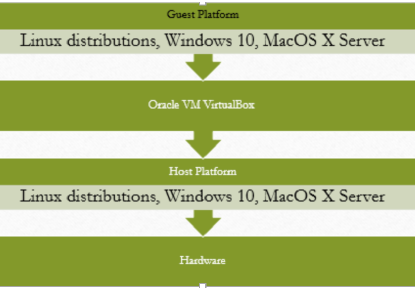 Guest Platform
Linux distributions, Windows 10, MacOS X Server
Oracle VM VirtualBox
Host Platform
Linux distributions, Windows 10, MacOS X Server
Hardware